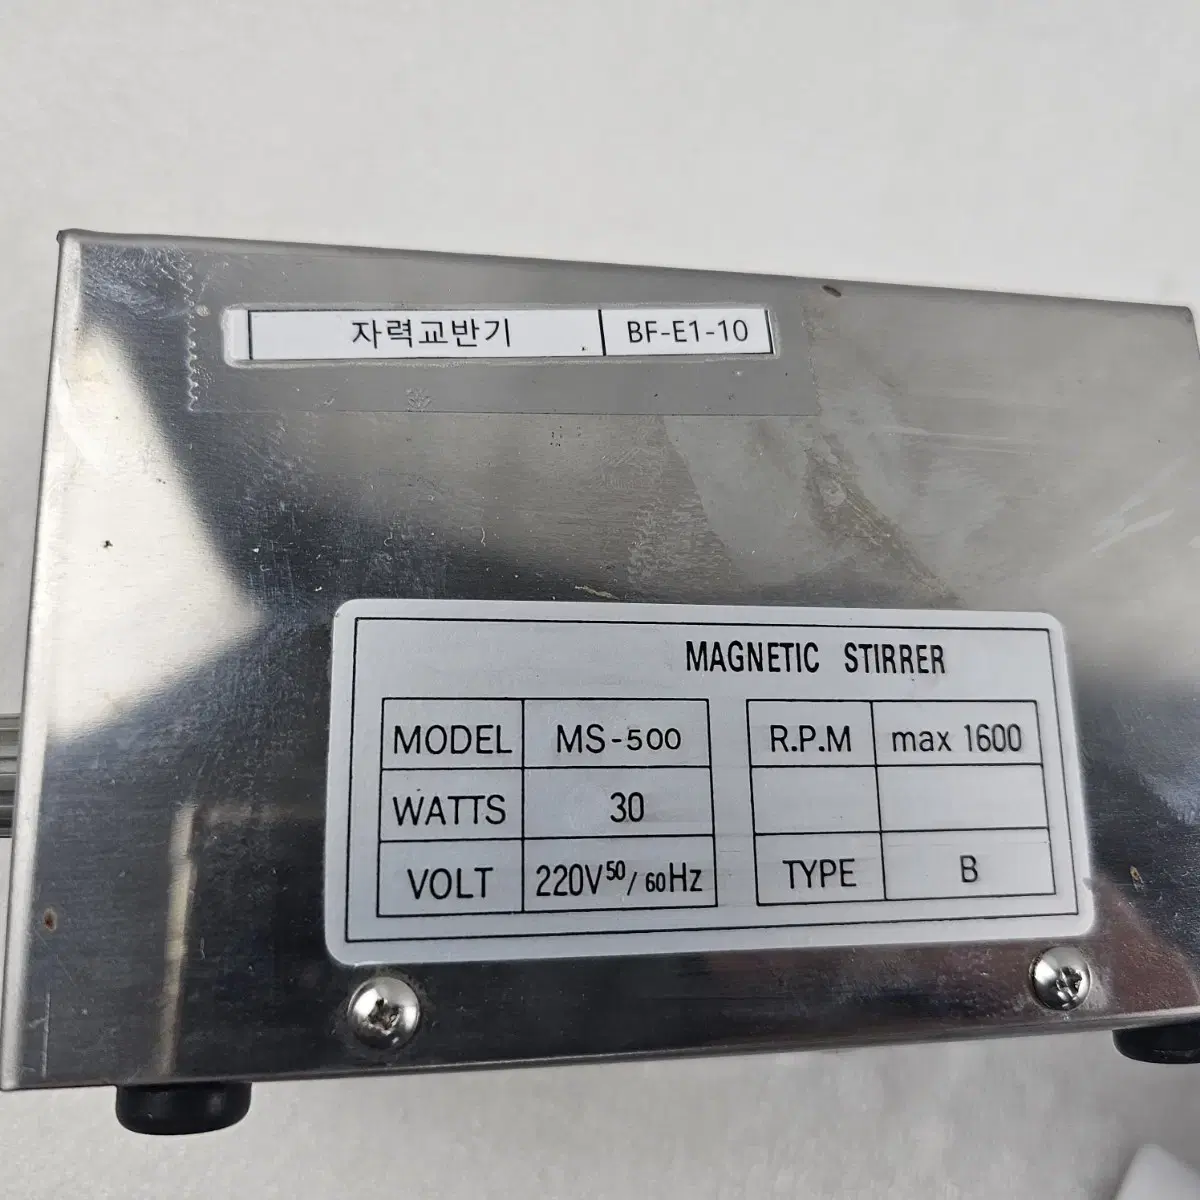 자력교반기 BF-E1-10
MAGNETIC STIRRER
MODEL MS-500 R.P.M max 1600
WATTS 30
VOLT 220V 50/60Hz TYPE B